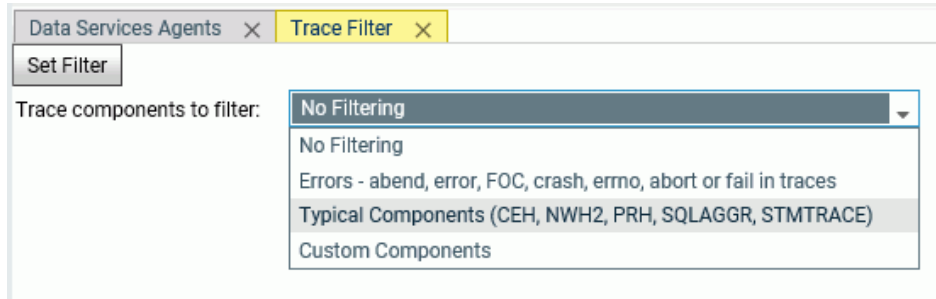 Data Services Agents
Trace Filter
Set Filter
Trace components to filter:
No Filtering
No Filtering
Errors - abend, error, FOC, crash, errno, abort or fail in traces
Typical Components (CEH, NWH2, PRH, SQLAGGR, STMTRACE)
Custom Components